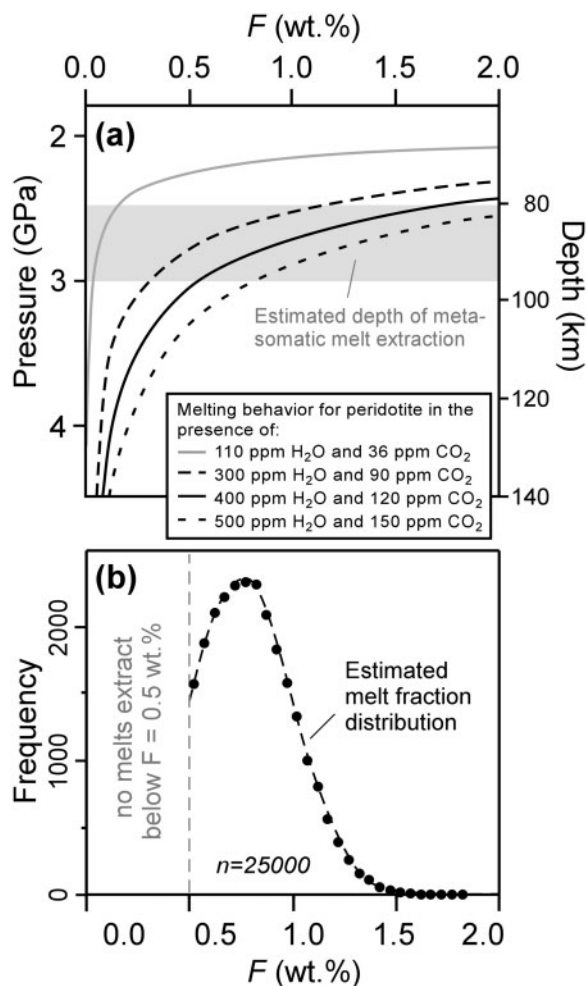 F (wt.%)
0.0 0.5 1.0 1.5 2.0
(a)
2
3
4
Pressure (GPa)
80
100
120
140
Depth (km)
Estimated depth of meta-
somatic melt extraction
Melting behavior for peridotite in the
presence of:
110 ppm H₂O and 36 ppm CO₂
300 ppm H₂O and 90 ppm CO₂
400 ppm H₂O and 120 ppm CO₂
500 ppm H₂O and 150 ppm CO₂
(b)
Frequency
2000
1000
0
no melts extract
below F = 0.5 wt.%
Estimated
melt fraction
distribution
n=25000
0.0 0.5 1.0 1.5 2.0
F (wt.%)